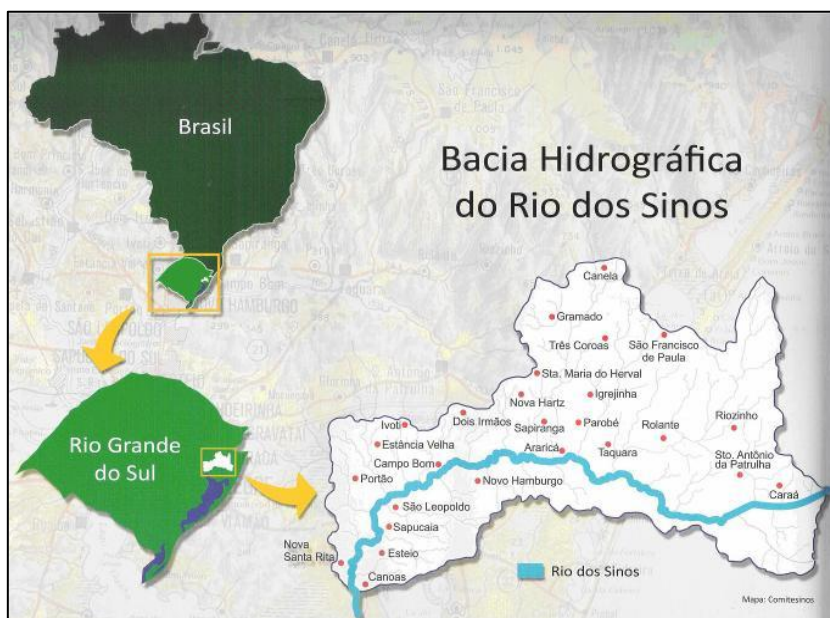 Brasil
Bacia Hidrográfica
do Rio dos Sinos
Canela
Gramado
Três Coroas
São Francisco
de Paula
Sta. Maria do Herval
Nova Hartz
Igrejinha
Dois Irmãos
Ivoti
Sapiranga
Parobé
Rolante
Riozinho
Rio Grande
do Sul
Estância Velha
Araricá
Taquara
Campo Bom
Sto. Antônio
da Patrulha
Portão
Novo Hamburgo
Caraá
São Leopoldo
Sapucaia
Nova
Santa Rita
Esteio
Canoas
Rio dos Sinos
Mapa: Comitesinos